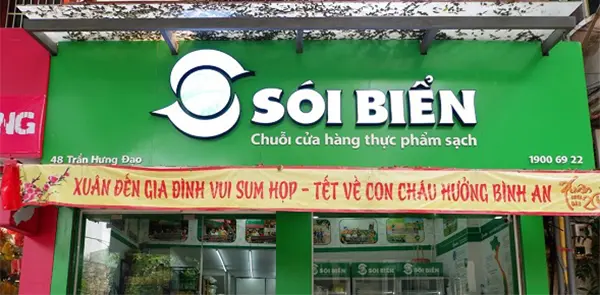 SÓI BIỂN
Chuỗi cửa hàng thực phẩm sạch
48 Trần Hưng Đạo
1900 69 22
XUÂN ĐẾN GIA ĐÌNH VUI SUM HỌP - TẾT VỀ CON CHÁU HƯỞNG BÌNH AN
Xuân
NG
SÓI BIỂN
SÓI BIỂN